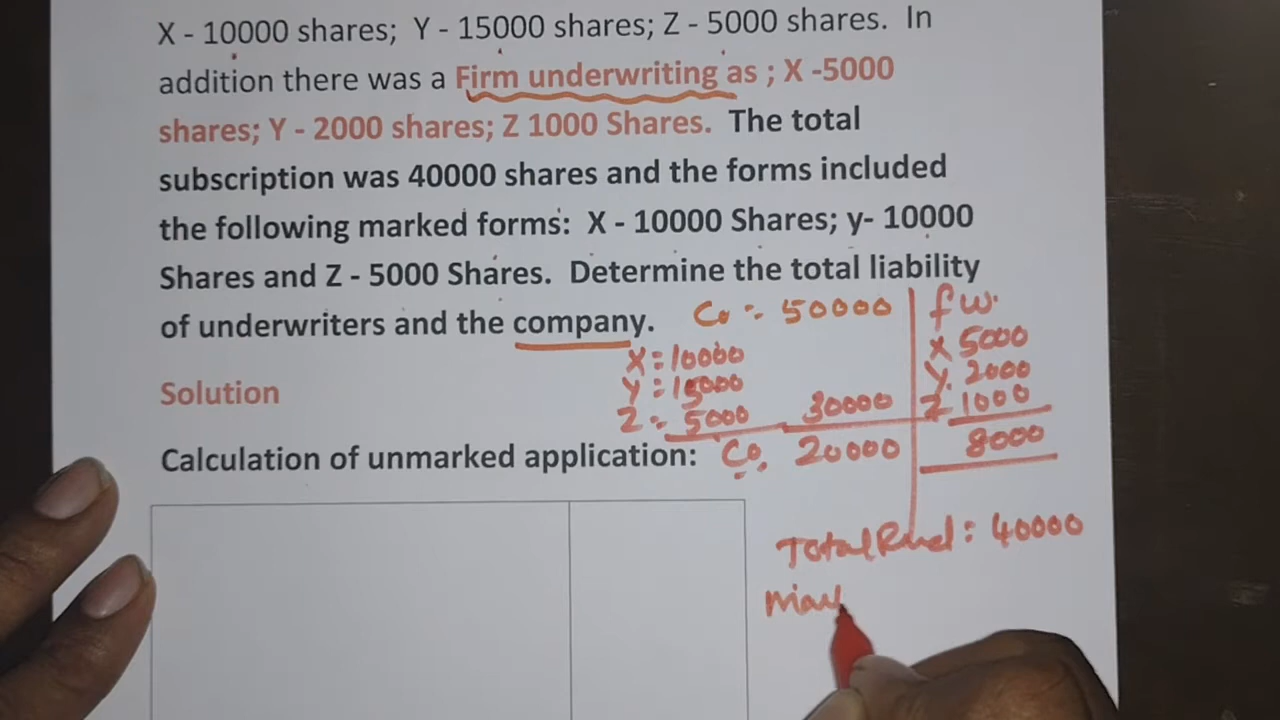 X - 10000 shares; Y - 15000 shares; Z - 5000 shares. In
addition there was a Firm underwriting as ; X -5000
shares; Y - 2000 shares; Z 1000 Shares. The total
subscription was 40000 shares and the forms included
the following marked forms: X - 10000 Shares; y- 10000
Shares and Z - 5000 Shares. Determine the total liability
of underwriters and the company.
Co :- 50000
X = 10000
Y = 15000
Z :- 5000 30000
Co. 20000
f w.
X 5000
Y. 2000
Z 1000
8000
Solution
Calculation of unmarked application:
Total Rned : 40000